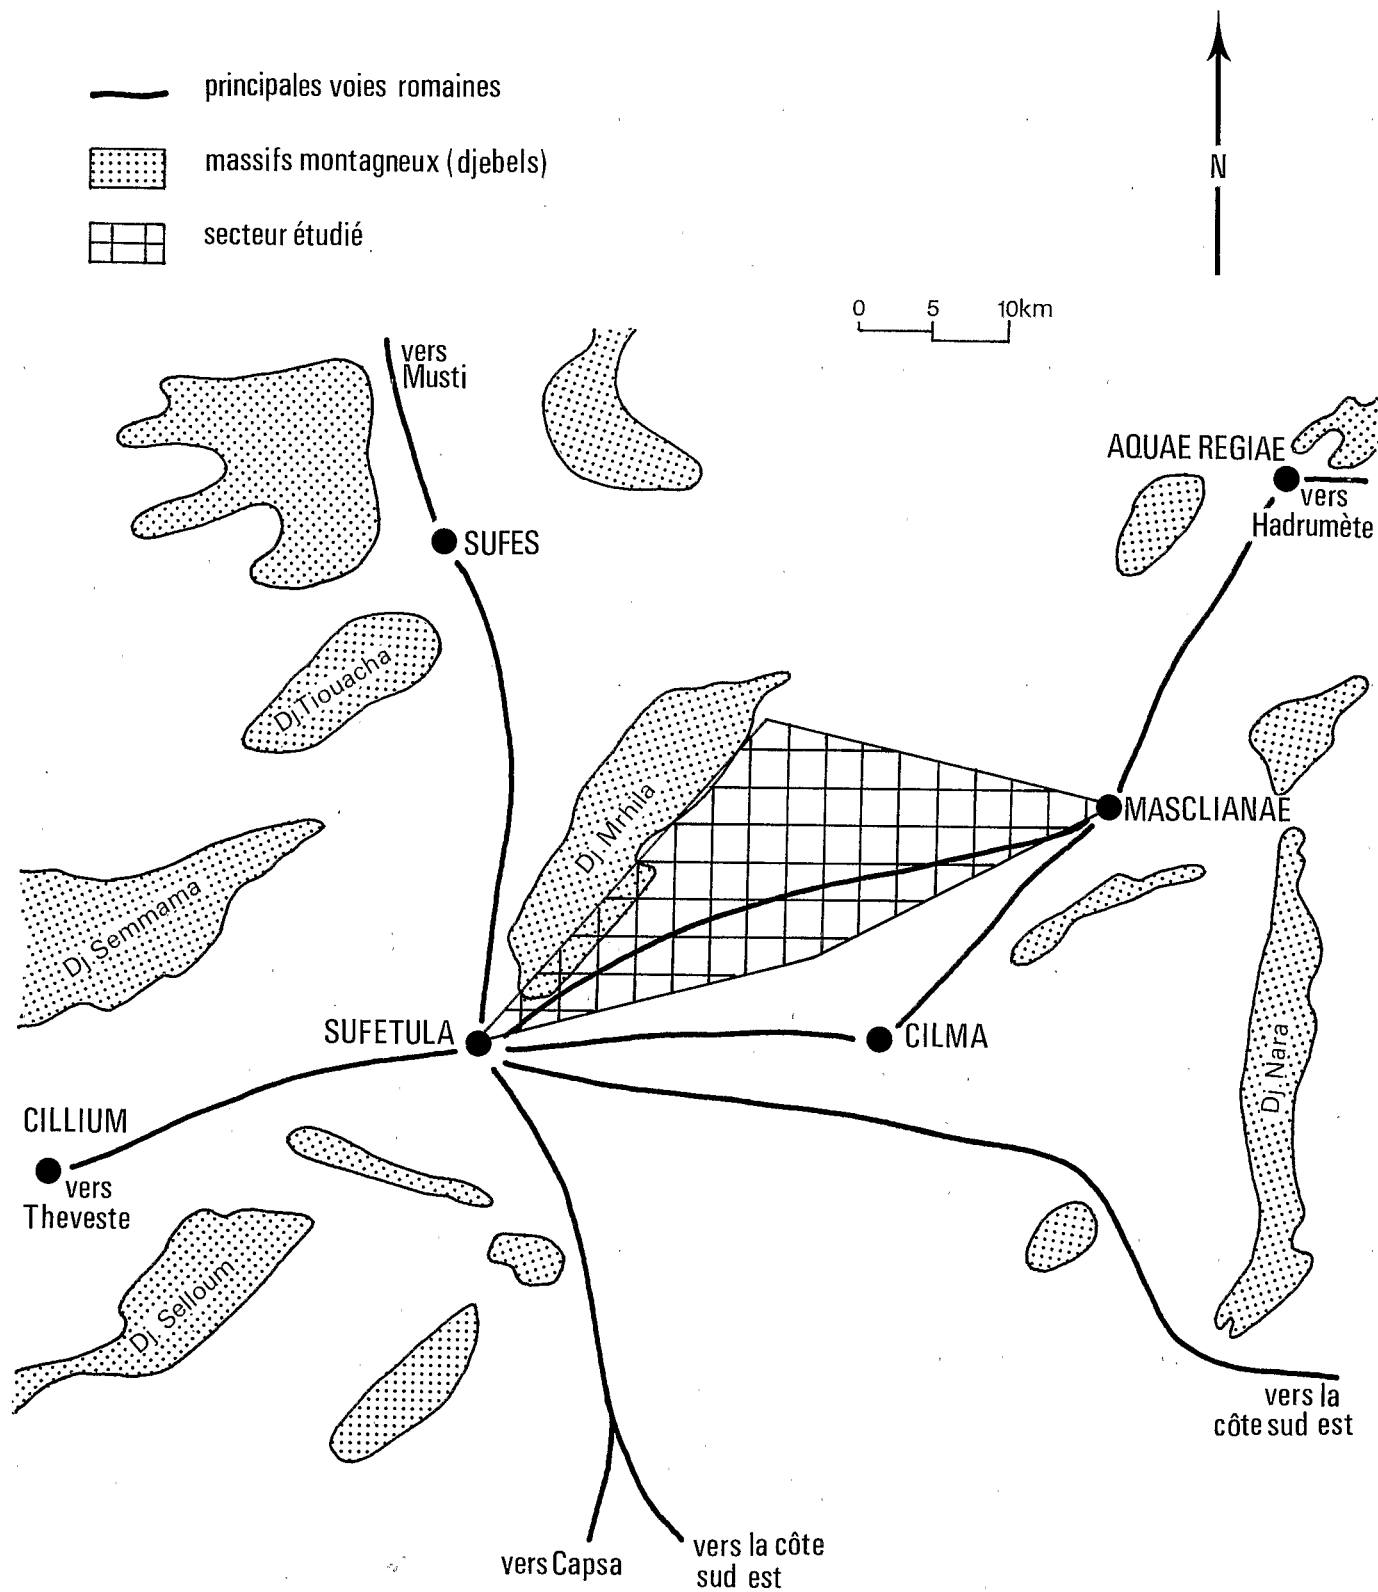 principales voies romaines
massifs montagneux (djebels)
secteur étudié
N
0 5 10km
vers
Musti
AQUAE REGIAE
vers
Hadrumète
SUFES
Dj Tiouacha
Dj Mrhila
MASCLIANAE
Dj Semmama
SUFETULA
CILMA
Dj Nara
CILLIUM
vers
Theveste
Dj Selloum
vers la
côte sud est
vers Capsa
vers la côte
sud est